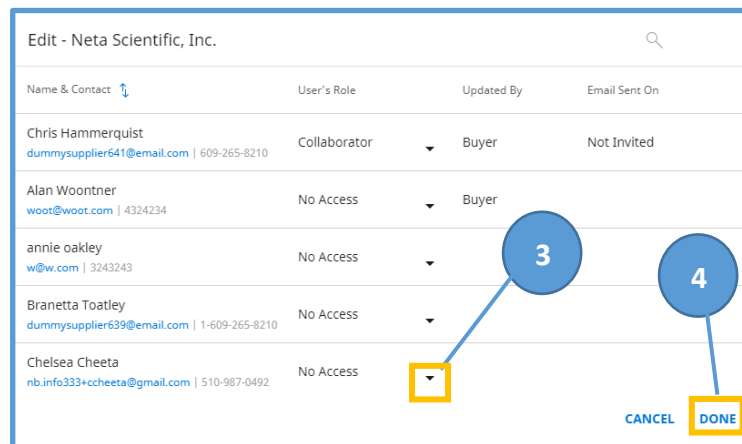 Edit - Neta Scientific, Inc.
Name & Contact User's Role Updated By Email Sent On
Chris Hammerquist
dummysupplier641@email.com | 609-265-8210
Collaborator Buyer Not Invited
Alan Woontner
woot@woot.com | 4324234
No Access Buyer
annie oakley
w@w.com | 3243243
No Access
3
4
Branetta Toatley
dummysupplier639@email.com | 1-609-265-8210
No Access
Chelsea Cheeta
nb.info333+ccheeta@gmail.com | 510-987-0492
No Access
CANCEL DONE